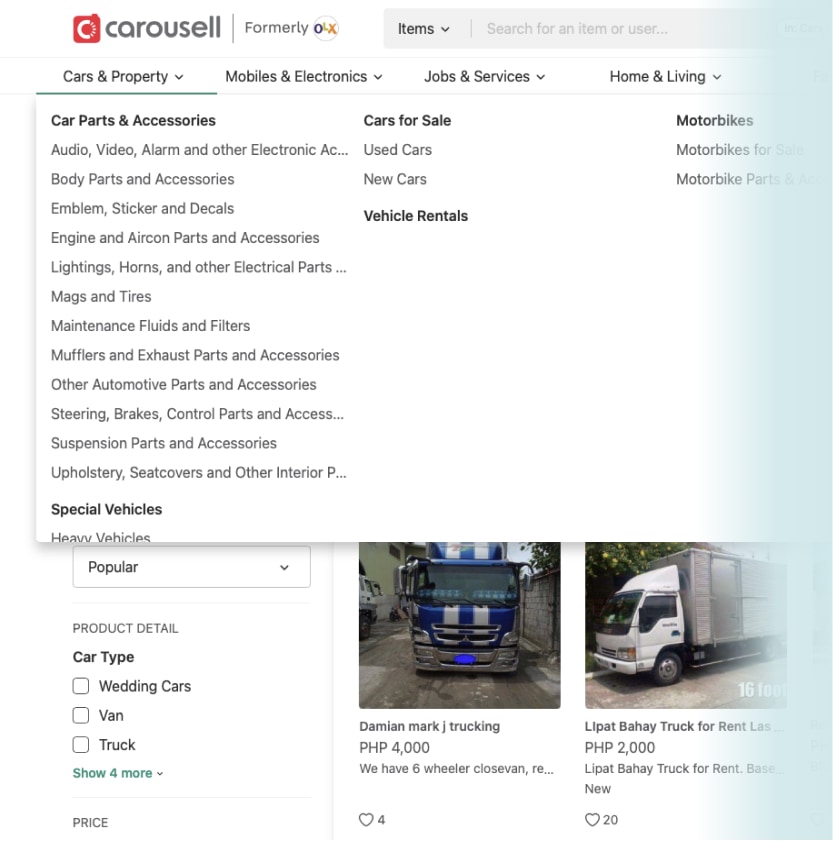 carousell Formerly OLX Items Search for an item or user...
Cars & Property Mobiles & Electronics Jobs & Services Home & Living
Car Parts & Accessories
Audio, Video, Alarm and other Electronic Ac...
Body Parts and Accessories
Emblem, Sticker and Decals
Engine and Aircon Parts and Accessories
Lightings, Horns, and other Electrical Parts ...
Mags and Tires
Maintenance Fluids and Filters
Mufflers and Exhaust Parts and Accessories
Other Automotive Parts and Accessories
Steering, Brakes, Control Parts and Access...
Suspension Parts and Accessories
Upholstery, Seatcovers and Other Interior P...
Special Vehicles
Heavy Vehicles
Cars for Sale
Used Cars
New Cars
Vehicle Rentals
Motorbikes
Motorbikes for Sale
Motorbike Parts &
Popular
PRODUCT DETAIL
Car Type
Wedding Cars
Van
Truck
Show 4 more
PRICE
Damian mark j trucking
PHP 4,000
We have 6 wheeler closevan, re...
4
16 foot
LIpat Bahay Truck for Rent Las ...
PHP 2,000
Lipat Bahay Truck for Rent. Base...
New
20